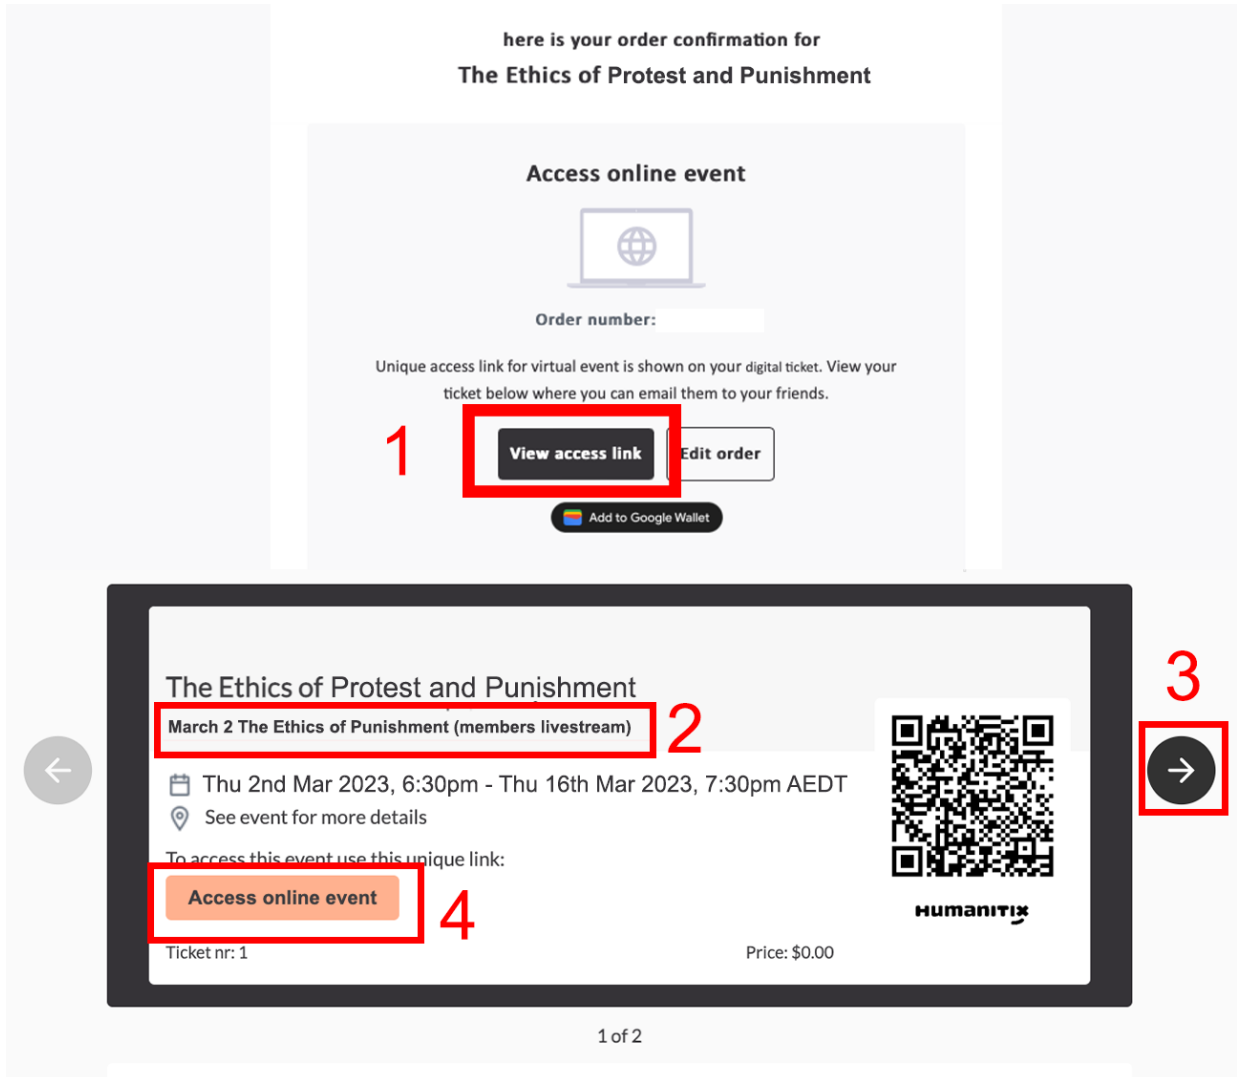 here is your order confirmation for
The Ethics of Protest and Punishment
Access online event
Order number:
Unique access link for virtual event is shown on your digital ticket. View your
ticket below where you can email them to your friends.
1
View access link
Edit order
Add to Google Wallet
The Ethics of Protest and Punishment
March 2 The Ethics of Punishment (members livestream)
2
3
Thu 2nd Mar 2023, 6:30pm - Thu 16th Mar 2023, 7:30pm AEDT
See event for more details
To access this event use this unique link:
Access online event
4
HUMANITIX
Ticket nr: 1
Price: $0.00
1 of 2